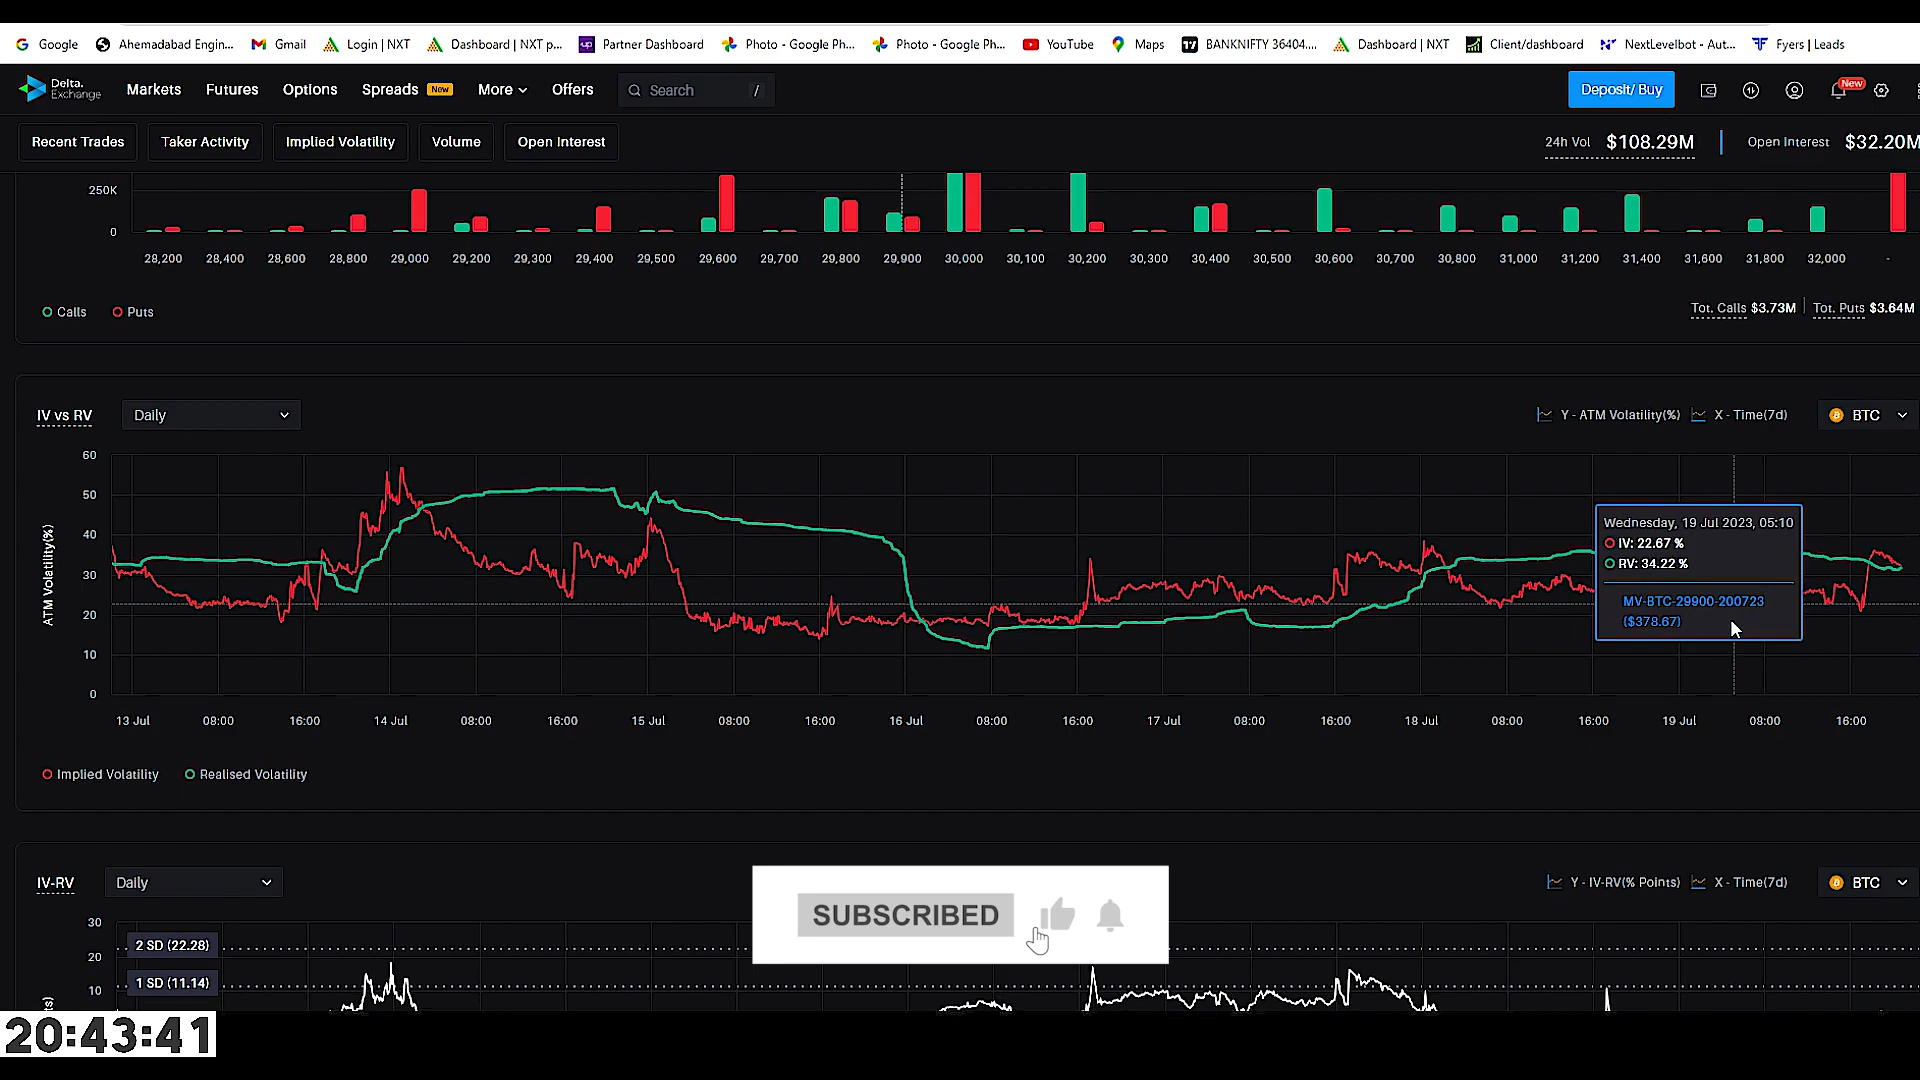 Google Ahemadabad Engin... Gmail Login | NXT Dashboard | NXT p... Partner Dashboard Photo - Google Ph... Photo - Google Ph... YouTube Maps BANKNIFTY 36404.... Dashboard | NXT Client/dashboard NextLevelbot - Aut... Fyers | Leads
Delta. Exchange Markets Futures Options Spreads New More Offers Search / Deposit/ Buy New
Recent Trades Taker Activity Implied Volatility Volume Open Interest 24h Vol $108.29M Open Interest $32.20M
250K
0
28,200 28,400 28,600 28,800 29,000 29,200 29,300 29,400 29,500 29,600 29,700 29,800 29,900 30,000 30,100 30,200 30,300 30,400 30,500 30,600 30,700 30,800 31,000 31,200 31,400 31,600 31,800 32,000 -
Calls Puts Tot. Calls $3.73M Tot. Puts $3.64M
IV vs RV Daily Y - ATM Volatility(%) X - Time(7d) BTC
60
50
40
30
20
10
0
ATM Volatility(%)
Wednesday, 19 Jul 2023, 05:10
IV: 22.67 %
RV: 34.22 %
MV-BTC-29900-200723
($378.67)
13 Jul 08:00 16:00 14 Jul 08:00 16:00 15 Jul 08:00 16:00 16 Jul 08:00 16:00 17 Jul 08:00 16:00 18 Jul 08:00 16:00 19 Jul 08:00 16:00
Implied Volatility Realised Volatility
IV-RV Daily Y - IV-RV(% Points) X - Time(7d) BTC
30
2 SD (22.28)
20
1 SD (11.14)
10
SUBSCRIBED
20:43:41